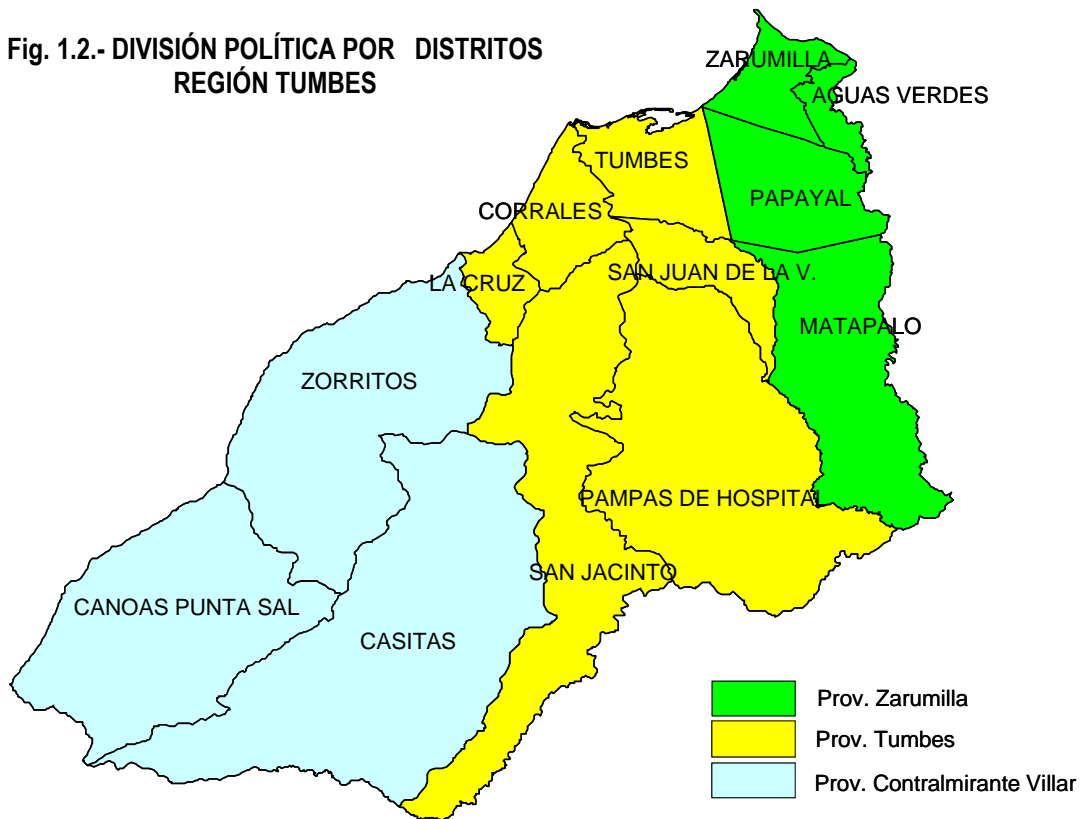 Fig. 1.2.- DIVISIÓN POLÍTICA POR DISTRITOS
REGIÓN TUMBES
ZARUMILLA
AGUAS VERDES
TUMBES
PAPAYAL
CORRALES
SAN JUAN DE LA V.
LA CRUZ
MATAPALO
ZORRITOS
PAMPAS DE HOSPITAL
SAN JACINTO
CANOAS PUNTA SAL
CASITAS
Prov. Zarumilla
Prov. Tumbes
Prov. Contralmirante Villar